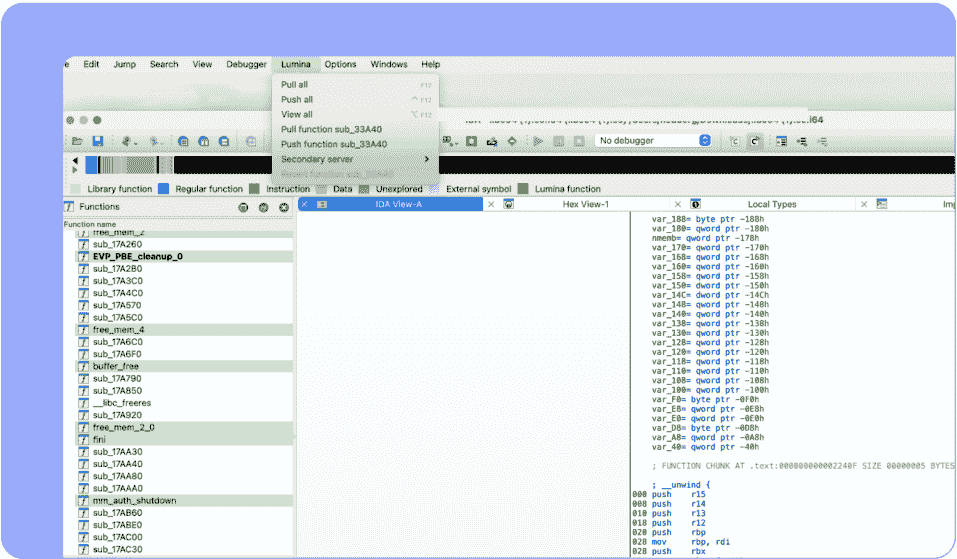 Edit Jump Search View Debugger Lumina Options Windows Help
Pull all F12
Push all ^ F12
View all ⌥ F12
Pull function sub_33A40
Push function sub_33A40
Secondary server
No debugger
Library function Regular function Instruction Data Unexplored External symbol Lumina function
Functions
IDA View-A Hex View-1 Local Types
Function name
free_mem_2
sub_17A260
EVP_PBE_cleanup_0
sub_17A2B0
sub_17A3C0
sub_17A4C0
sub_17A570
sub_17A5C0
free_mem_4
sub_17A6C0
sub_17A6F0
buffer_free
sub_17A790
sub_17A850
__libc_freeres
sub_17A920
free_mem_2_0
fini
sub_17AA30
sub_17AA40
sub_17AA80
sub_17AAA0
mm_auth_shutdown
sub_17AB60
sub_17ABE0
sub_17AC00
sub_17AC30
var_188= byte ptr -188h
var_180= qword ptr -180h
nmemb= qword ptr -178h
var_170= qword ptr -170h
var_168= qword ptr -168h
var_160= qword ptr -160h
var_158= qword ptr -158h
var_150= dword ptr -150h
var_14C= dword ptr -14Ch
var_148= qword ptr -148h
var_140= qword ptr -140h
var_138= qword ptr -138h
var_130= qword ptr -130h
var_128= qword ptr -128h
var_120= qword ptr -120h
var_118= qword ptr -118h
var_110= qword ptr -110h
var_108= qword ptr -108h
var_100= qword ptr -100h
var_F0= byte ptr -0F0h
var_E8= qword ptr -0E8h
var_E0= qword ptr -0E0h
var_D8= byte ptr -0D8h
var_A8= qword ptr -0A8h
var_40= qword ptr -40h
; FUNCTION CHUNK AT .text:000000000002240F SIZE 00000005 BYTES
; __unwind {
000 push r15
008 push r14
010 push r13
018 push r12
020 push rbp
028 mov rbp, rdi
028 push rbx